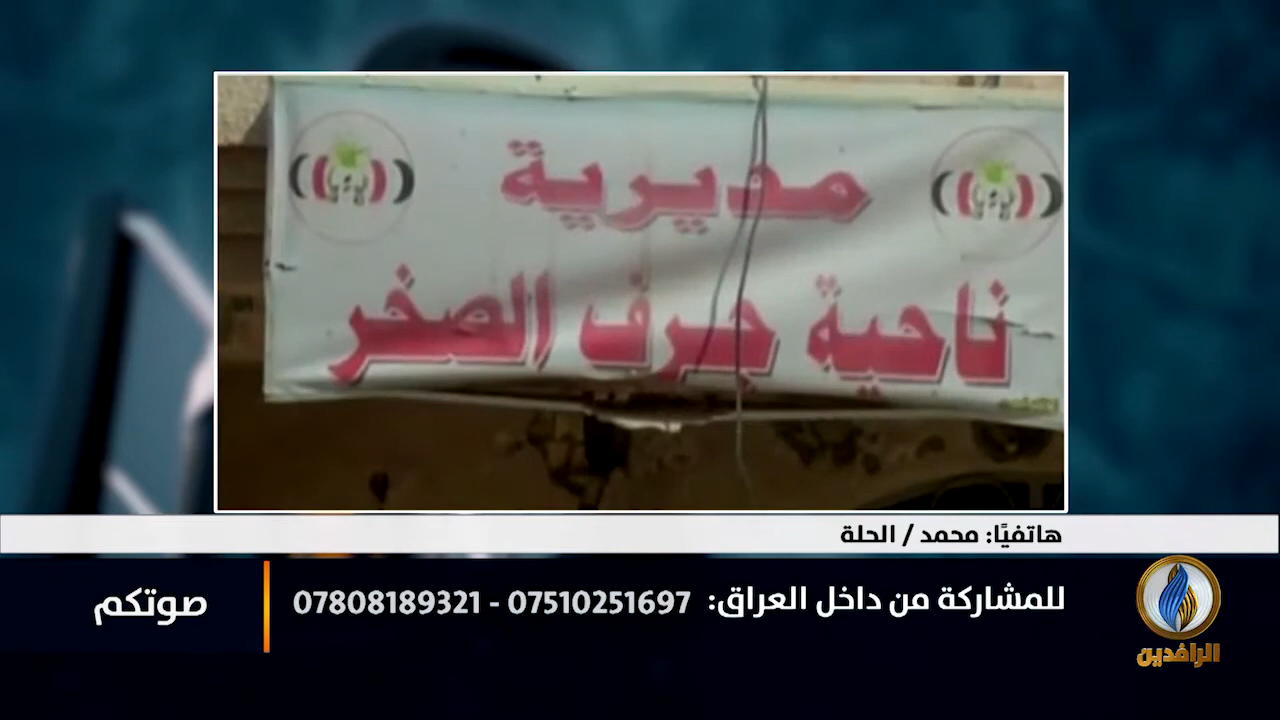 مديرية
ناحية جرف الصخر
هاتفيًا: محمد / الحلة
للمشاركة من داخل العراق: 07510251697 - 07808189321
صوتكم
الرافدين